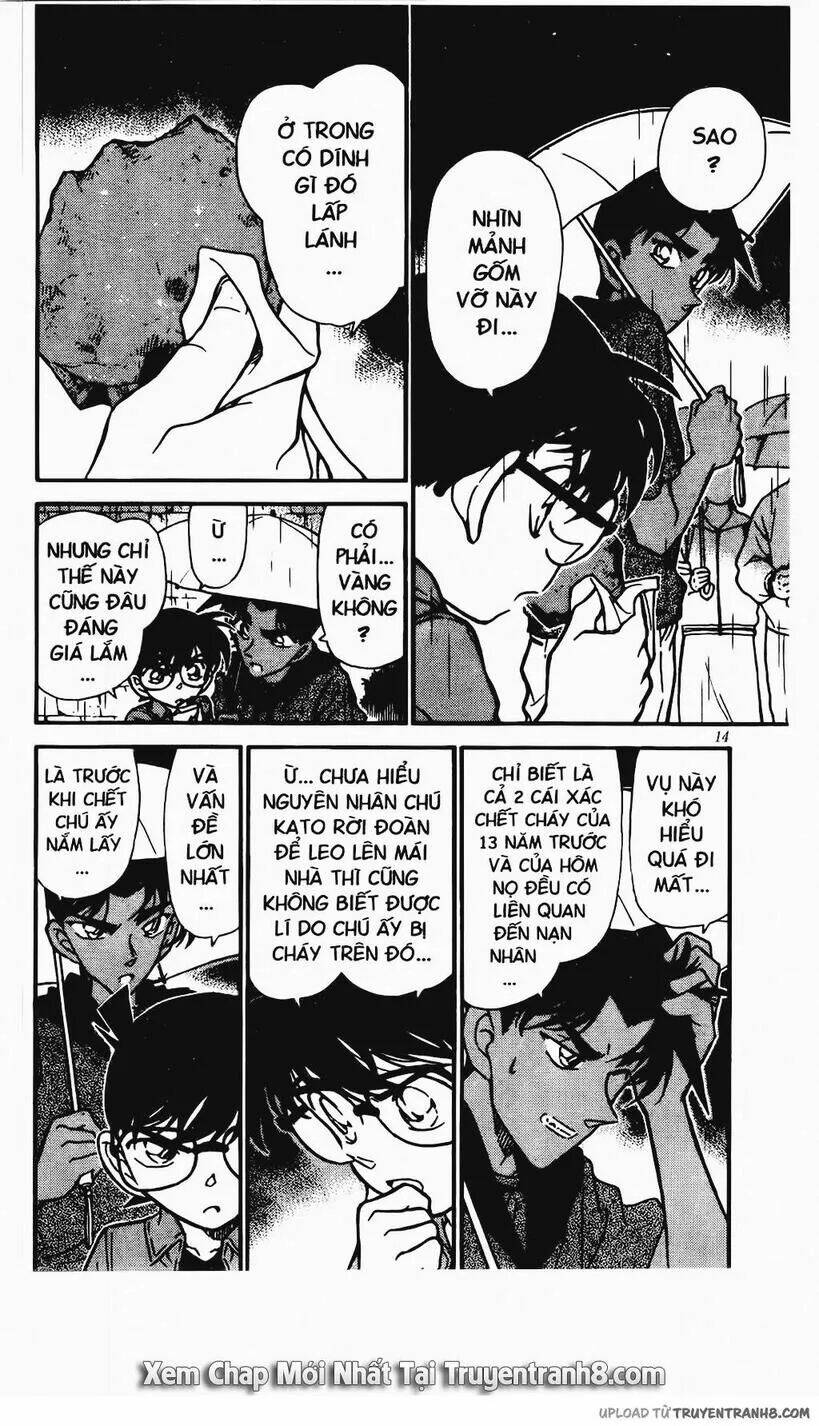 SAO
?
NHÌN
MẢNH
GỐM
VỠ NÀY
ĐI...
Ở TRONG
CÓ DÍNH
GÌ ĐÓ
LẤP
LÁNH
...
CÓ
PHẢI...
VÀNG
KHÔNG
?
Ừ
...
NHƯNG CHỈ
THẾ NÀY
CŨNG ĐÂU
ĐÁNG
GIÁ LẮM
...
14
VỤ NÀY
KHÓ
HIỂU
QUÁ ĐI
MẤT...
CHỈ BIẾT LÀ
CẢ 2 CÁI XÁC
CHẾT CHÁY CỦA
13 NĂM TRƯỚC
VÀ CỦA HÔM
NỌ ĐỀU CÓ
LIÊN QUAN
ĐẾN NẠN
NHÂN
...
Ừ... CHƯA HIỂU
NGUYÊN NHÂN CHÚ
KATO RỜI ĐOÀN
ĐỂ LEO LÊN MÁI
NHÀ THÌ CŨNG
KHÔNG BIẾT ĐƯỢC
LÍ DO CHÚ ẤY BỊ
CHÁY TRÊN ĐÓ...
VÀ
VẤN
ĐỀ
LỚN
NHẤT
...
LÀ TRƯỚC
KHI CHẾT
CHÚ ẤY
NẮM LẤY
...
Xem Chap Mới Nhất Tại Truyentranh8.com
UPLOAD TỪ TRUYENTRANH8.COM